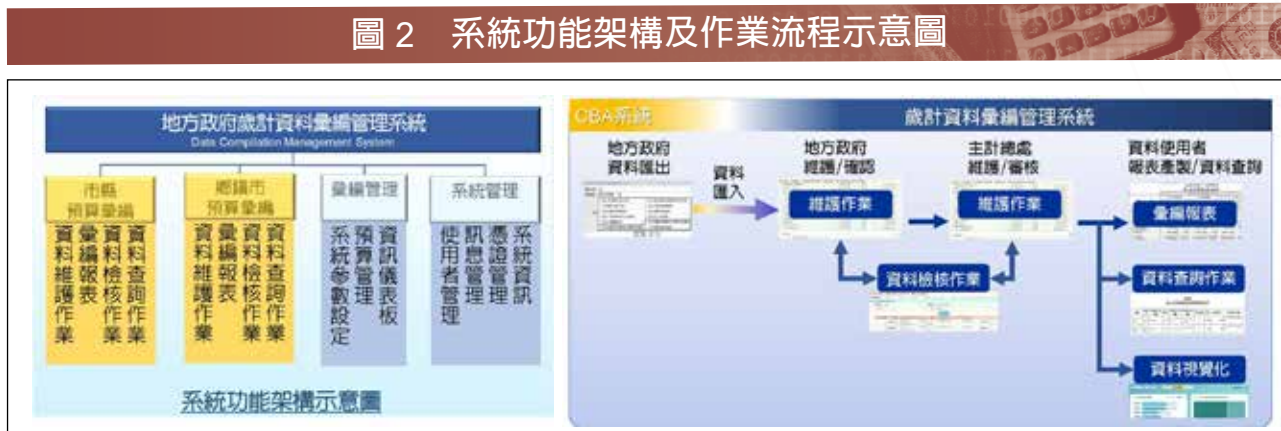 圖 2 系統功能架構及作業流程示意圖
地方政府歲計資料彙編管理系統
Data Compilation Management System
市縣
預算彙編
資料維護作業
彙編報表
資料檢核作業
資料查詢作業
鄉鎮市
預算彙編
資料維護作業
彙編報表
資料檢核作業
資料查詢作業
彙編管理
系統參數設定
預算管理
資訊儀表板
系統管理
使用者管理
訊息管理
憑證管理
系統資訊
系統功能架構示意圖
CBA系統
歲計資料彙編管理系統
地方政府
資料匯出
資料
匯入
地方政府
維護/確認
維護作業
主計總處
維護/審核
維護作業
資料檢核作業
資料使用者
報表產製/資料查詢
彙編報表
資料查詢作業
資料視覺化